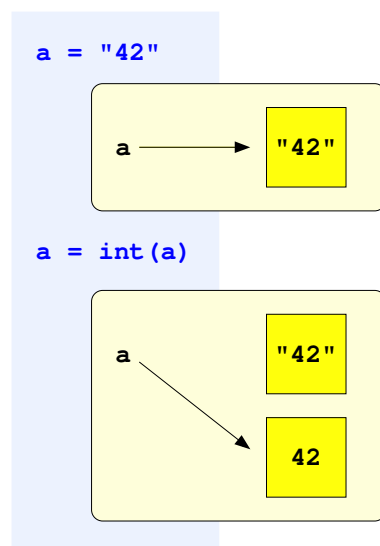 a = "42"
a "42"
a = int(a)
a "42"
42